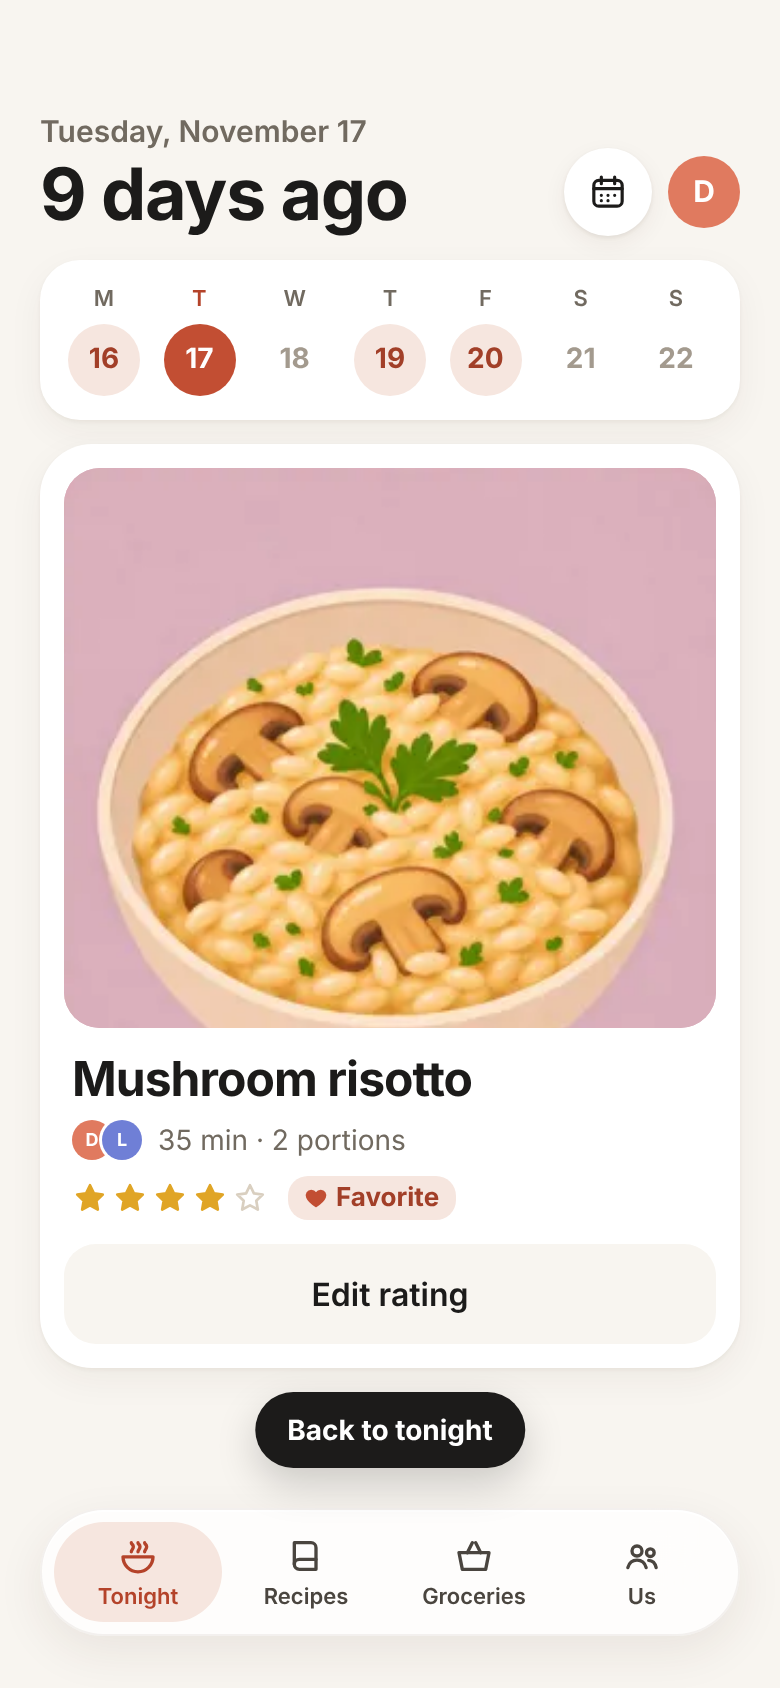 Tuesday, November 17
9 days ago
D
M T W T F S S
16 17 18 19 20 21 22
Mushroom risotto
D L 35 min · 2 portions
Favorite
Edit rating
Back to tonight
Tonight Recipes Groceries Us